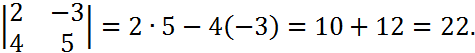 |2 −3|
|4 5| = 2 · 5 − 4(−3) = 10 + 12 = 22.